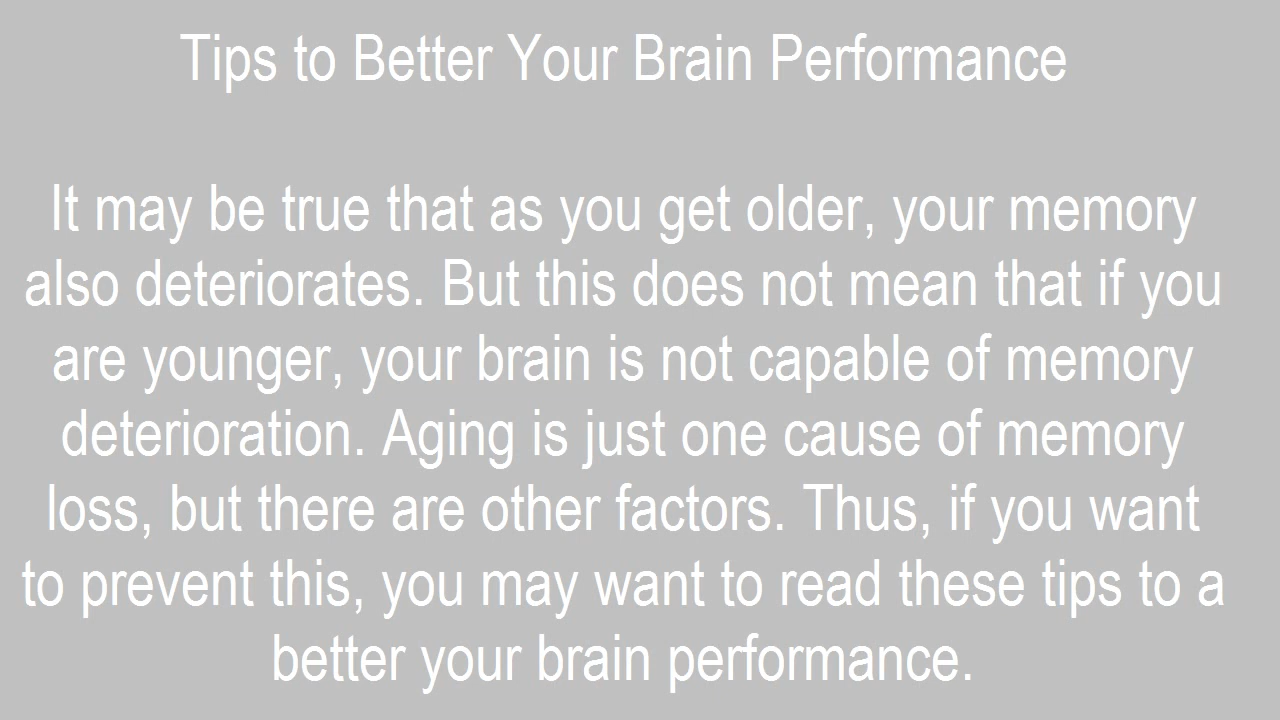 Tips to Better Your Brain Performance
It may be true that as you get older, your memory
also deteriorates. But this does not mean that if you
are younger, your brain is not capable of memory
deterioration. Aging is just one cause of memory
loss, but there are other factors. Thus, if you want
to prevent this, you may want to read these tips to a
better your brain performance.